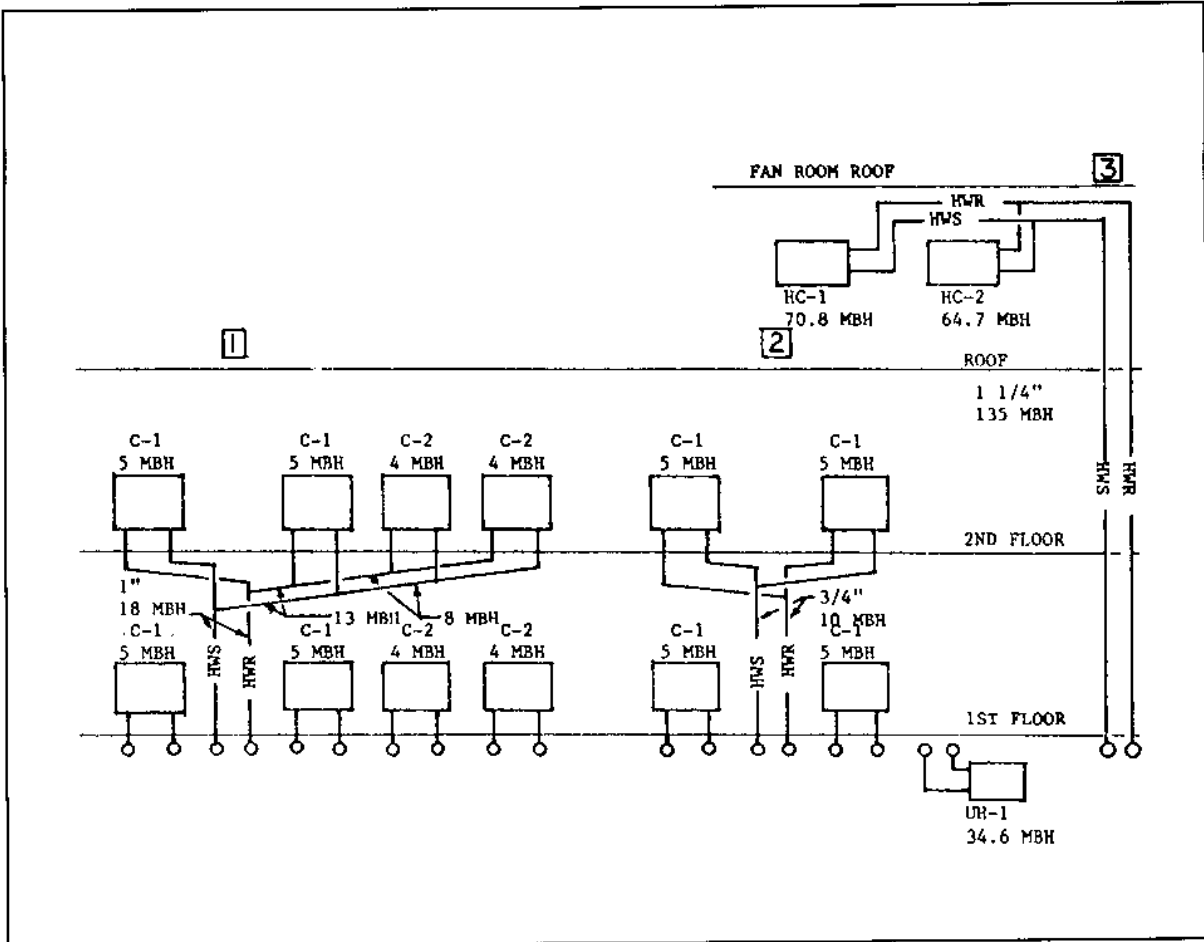 FAN ROOM ROOF
3
HWR
HWS
HC-1
70.8 MBH
HC-2
64.7 MBH
1
2
ROOF
1 1/4"
135 MBH
C-1
5 MBH
C-1
5 MBH
C-2
4 MBH
C-2
4 MBH
C-1
5 MBH
C-1
5 MBH
HWS
HWR
2ND FLOOR
1"
18 MBH
13 MBH
8 MBH
3/4"
10 MBH
C-1
5 MBH
HWS
HWR
C-1
5 MBH
C-2
4 MBH
C-2
4 MBH
C-1
5 MBH
HWS
HWR
C-1
5 MBH
1ST FLOOR
UH-1
34.6 MBH